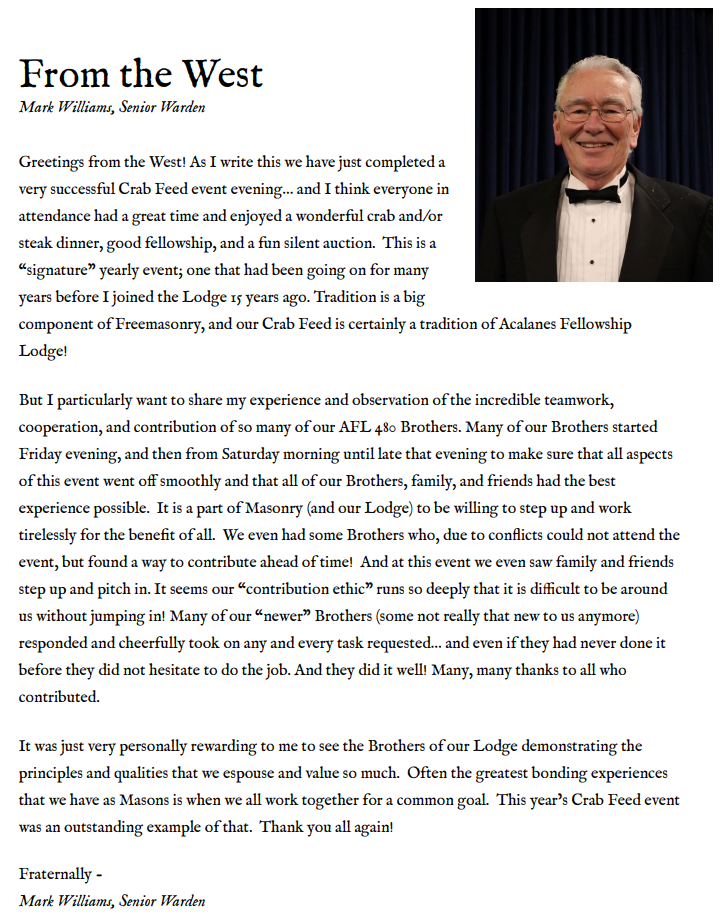 From the West
Mark Williams, Senior Warden
Greetings from the West! As I write this we have just completed a
very successful Crab Feed event evening... and I think everyone in
attendance had a great time and enjoyed a wonderful crab and/or
steak dinner, good fellowship, and a fun silent auction.  This is a
“signature” yearly event; one that had been going on for many
years before I joined the Lodge 15 years ago. Tradition is a big
component of Freemasonry, and our Crab Feed is certainly a tradition of Acalanes Fellowship
Lodge!
But I particularly want to share my experience and observation of the incredible teamwork,
cooperation, and contribution of so many of our AFL 480 Brothers. Many of our Brothers started
Friday evening, and then from Saturday morning until late that evening to make sure that all aspects
of this event went off smoothly and that all of our Brothers, family, and friends had the best
experience possible.  It is a part of Masonry (and our Lodge) to be willing to step up and work
tirelessly for the benefit of all.  We even had some Brothers who, due to conflicts could not attend the
event, but found a way to contribute ahead of time!  And at this event we even saw family and friends
step up and pitch in. It seems our “contribution ethic” runs so deeply that it is difficult to be around
us without jumping in! Many of our “newer” Brothers (some not really that new to us anymore)
responded and cheerfully took on any and every task requested... and even if they had never done it
before they did not hesitate to do the job. And they did it well! Many, many thanks to all who
contributed.
It was just very personally rewarding to me to see the Brothers of our Lodge demonstrating the
principles and qualities that we espouse and value so much.  Often the greatest bonding experiences
that we have as Masons is when we all work together for a common goal.  This year’s Crab Feed event
was an outstanding example of that.  Thank you all again!
Fraternally -
Mark Williams, Senior Warden